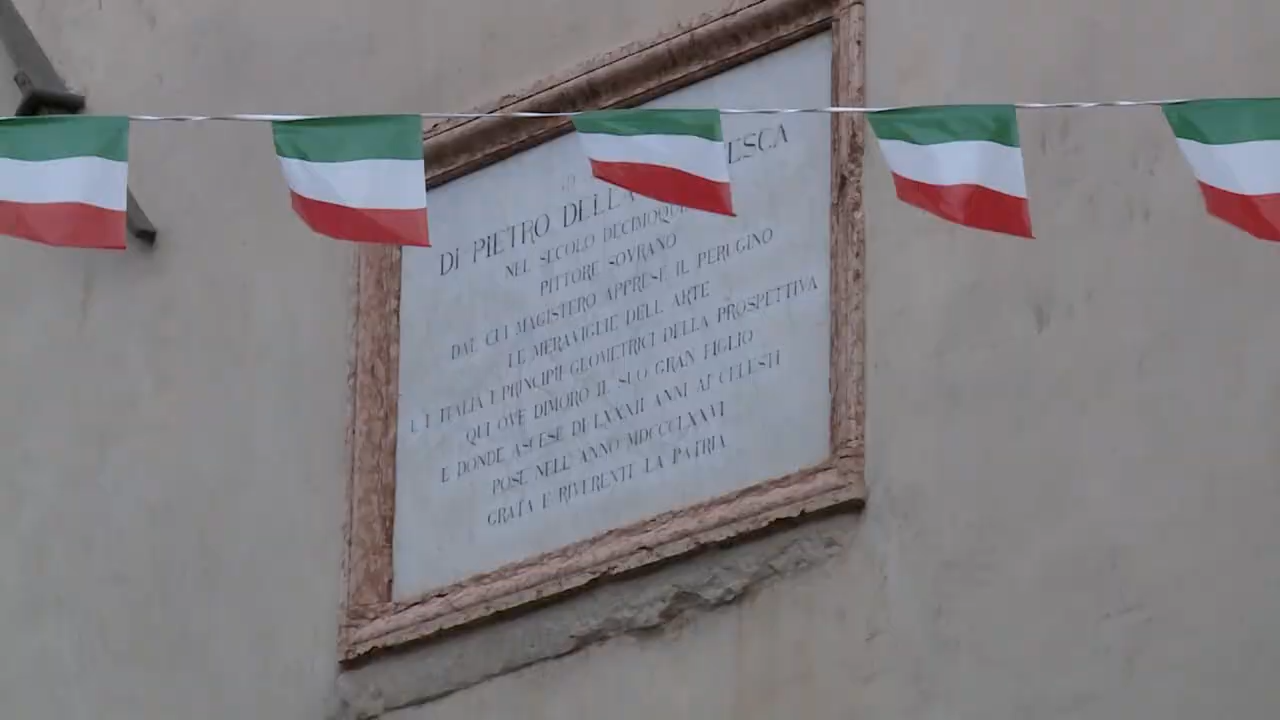 DI PIETRO DELLA ESCA
NEL SECOLO
PITTORE SOVRANO
DAL CUI MAGISTERO APPRESE IL PERUGINO
LE MERAVIGLIE DELL ARTE
E L ITALIA I PRINCIPII GEOMETRICI DELLA PROSPETTIVA
QUI OVE DIMORO IL SUO GRAN FIGLIO
E DONDE ASCESE DI LXXXII ANNI AI CELESTI
POSE NELL ANNO MDCCCLXXVI
GRATA E RIVERENTE LA PATRIA